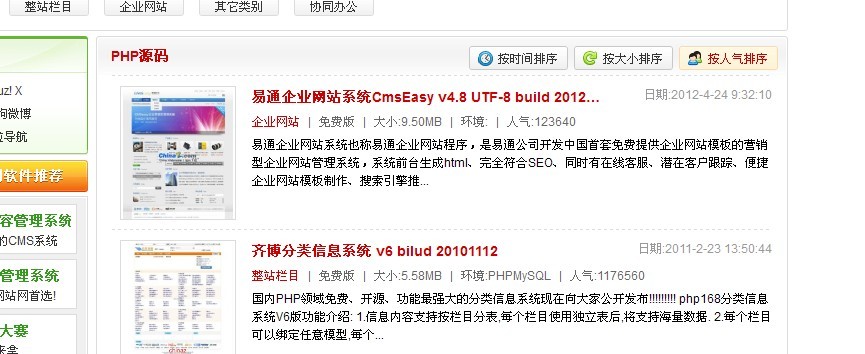 整站栏目
企业网站
其它类别
协同办公
uz! X
询微博
位导航
软件推荐
容管理系统
的CMS系统
管理系统
网站网首选!
大赛
来拿
PHP源码
按时间排序
按大小排序
按人气排序
易通企业网站系统CmsEasy v4.8 UTF-8 build 2012...
日期:2012-4-24 9:32:10
企业网站 | 免费版 | 大小:9.50MB | 环境: | 人气:123640
易通企业网站系统也称易通企业网站程序，是易通公司开发中国首套免费提供企业网站模板的营销
型企业网站管理系统，系统前台生成html、完全符合SEO、同时有在线客服、潜在客户跟踪、便捷
企业网站模板制作、搜索引擎推...
齐博分类信息系统 v6 bilud 20101112
日期:2011-2-23 13:50:44
整站栏目 | 免费版 | 大小:5.58MB | 环境:PHPMySQL | 人气:1176560
国内PHP领域免费、开源、功能最强大的分类信息系统现在向大家公开发布!!!!!!!!! php168分类信息
系统V6版功能介绍: 1.信息内容支持按栏目分表,每个栏目使用独立表后,将支持海量数据. 2.每个栏目
可以绑定任意模型,每个...